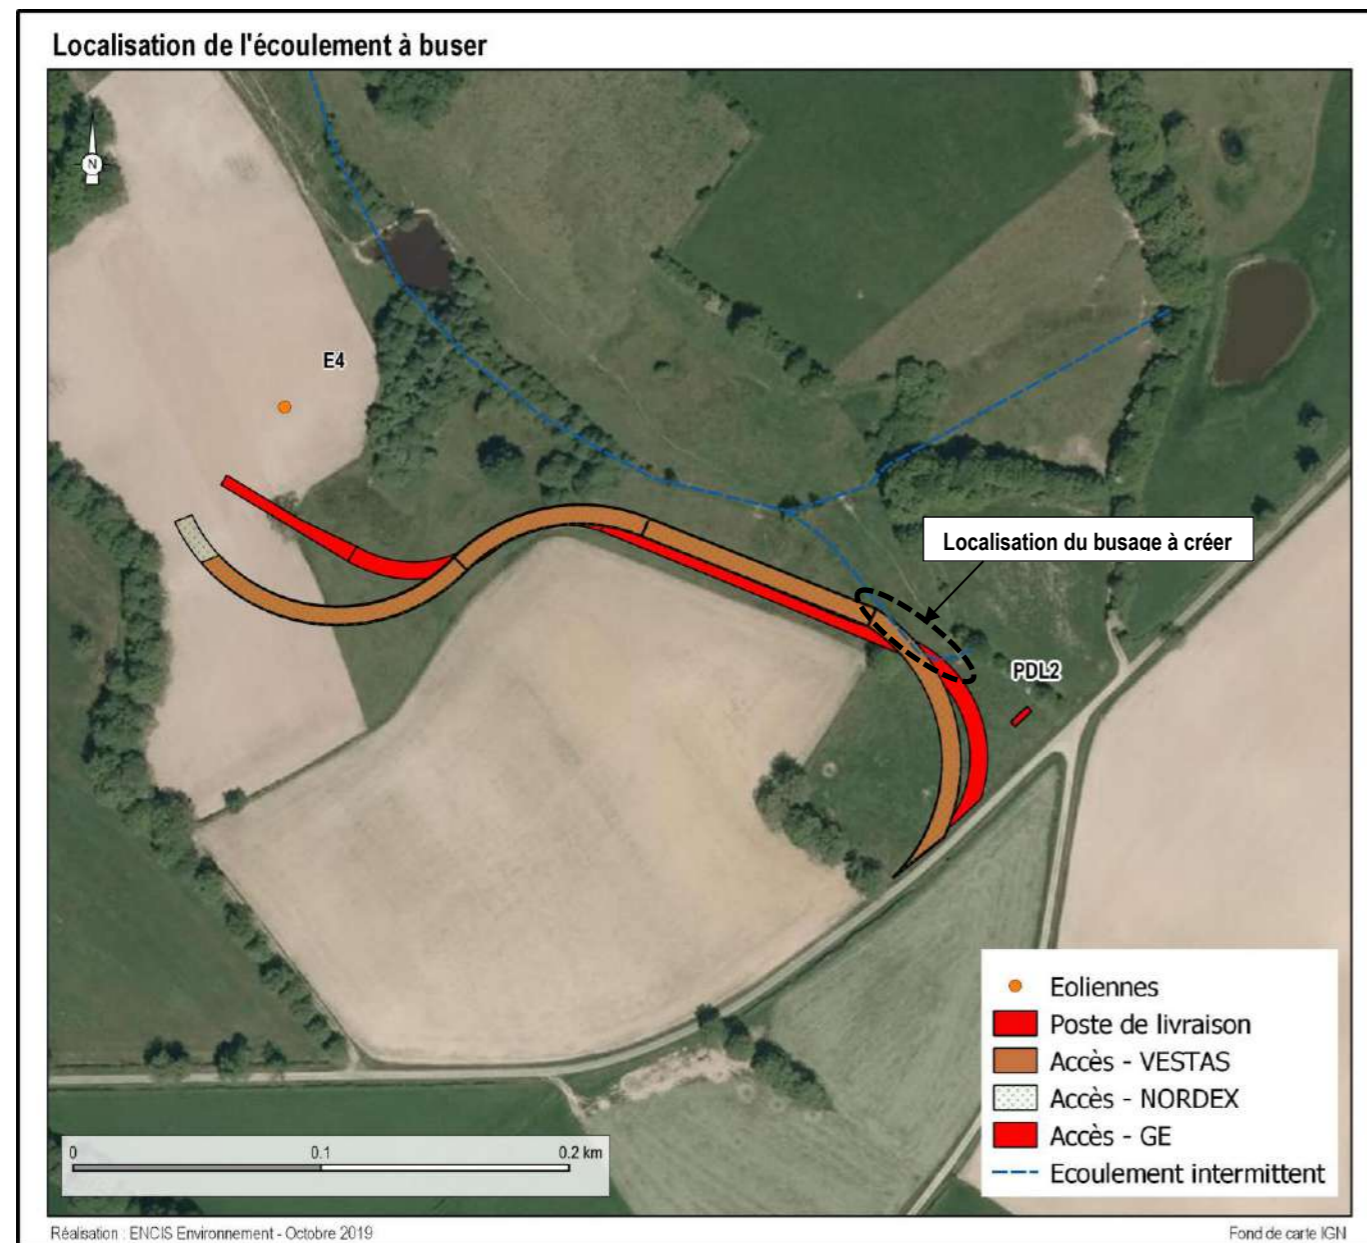 Localisation de l'écoulement à buser
N
E4
Localisation du busage à créer
PDL2
Eoliennes
Poste de livraison
Accès - VESTAS
Accès - NORDEX
Accès - GE
Ecoulement intermittent
0 0.1 0.2 km
Réalisation : ENCIS Environnement - Octobre 2019
Fond de carte IGN